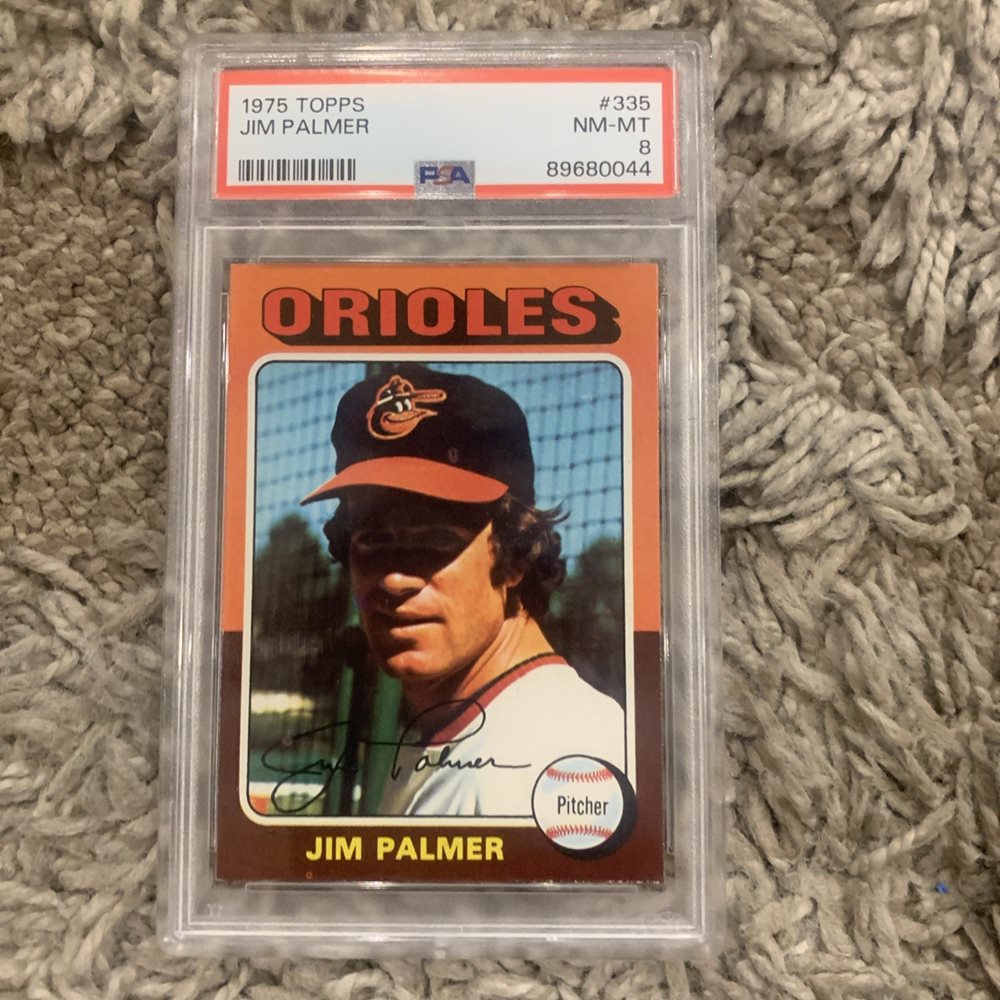 1975 TOPPS #335
JIM PALMER NM-MT
8
PSA 89680044
ORIOLES
Jim Palmer
Pitcher
JIM PALMER